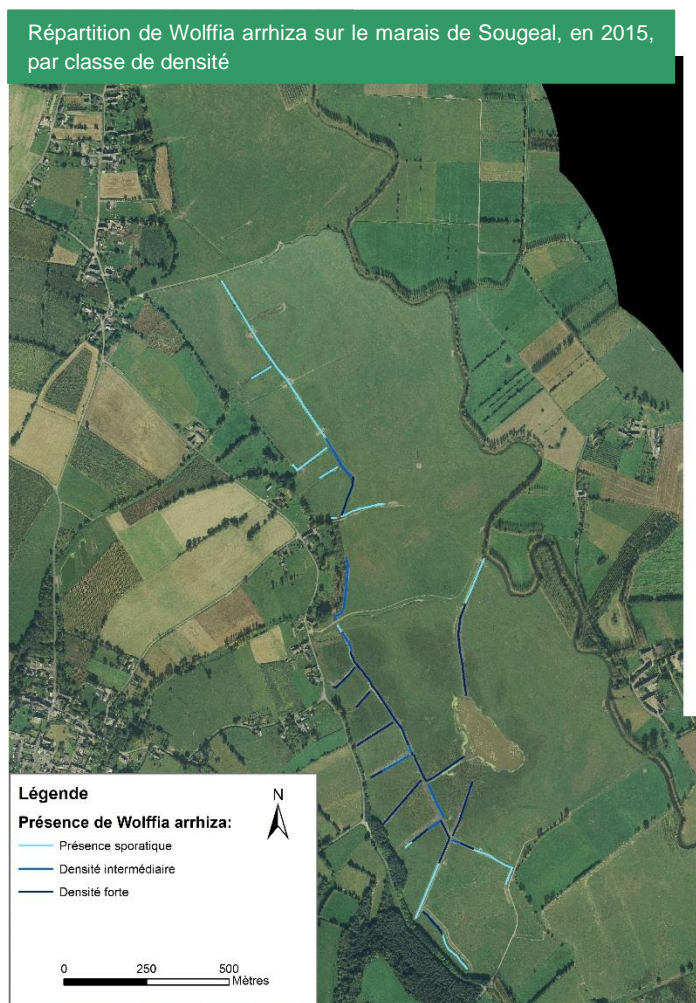 Répartition de Wolffia arrhiza sur le marais de Sougeal, en 2015,
par classe de densité
Légende
N
Présence de Wolffia arrhiza:
Présence sporatique
Densité intermédiaire
Densité forte
0 250 500
Mètres